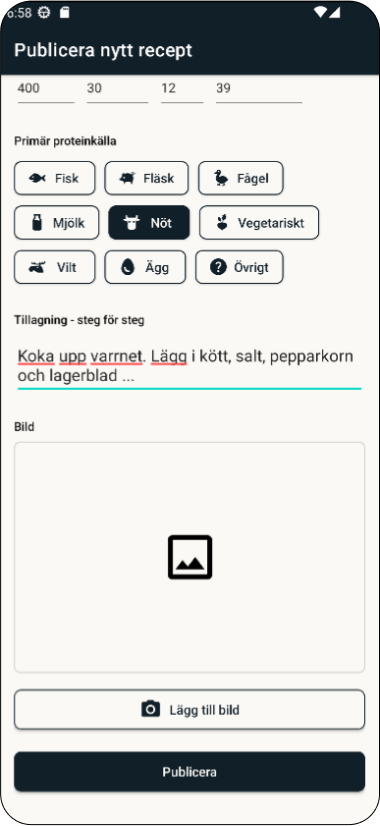 6:58
Publicera nytt recept
400 30 12 39
Primär proteinkälla
Fisk Fläsk Fågel
Mjölk Nöt Vegetariskt
Vilt Ägg Övrigt
Tillagning - steg för steg
Koka upp varrnet. Lägg i kött, salt, pepparkorn
och lagerblad ...
Bild
Lägg till bild
Publicera